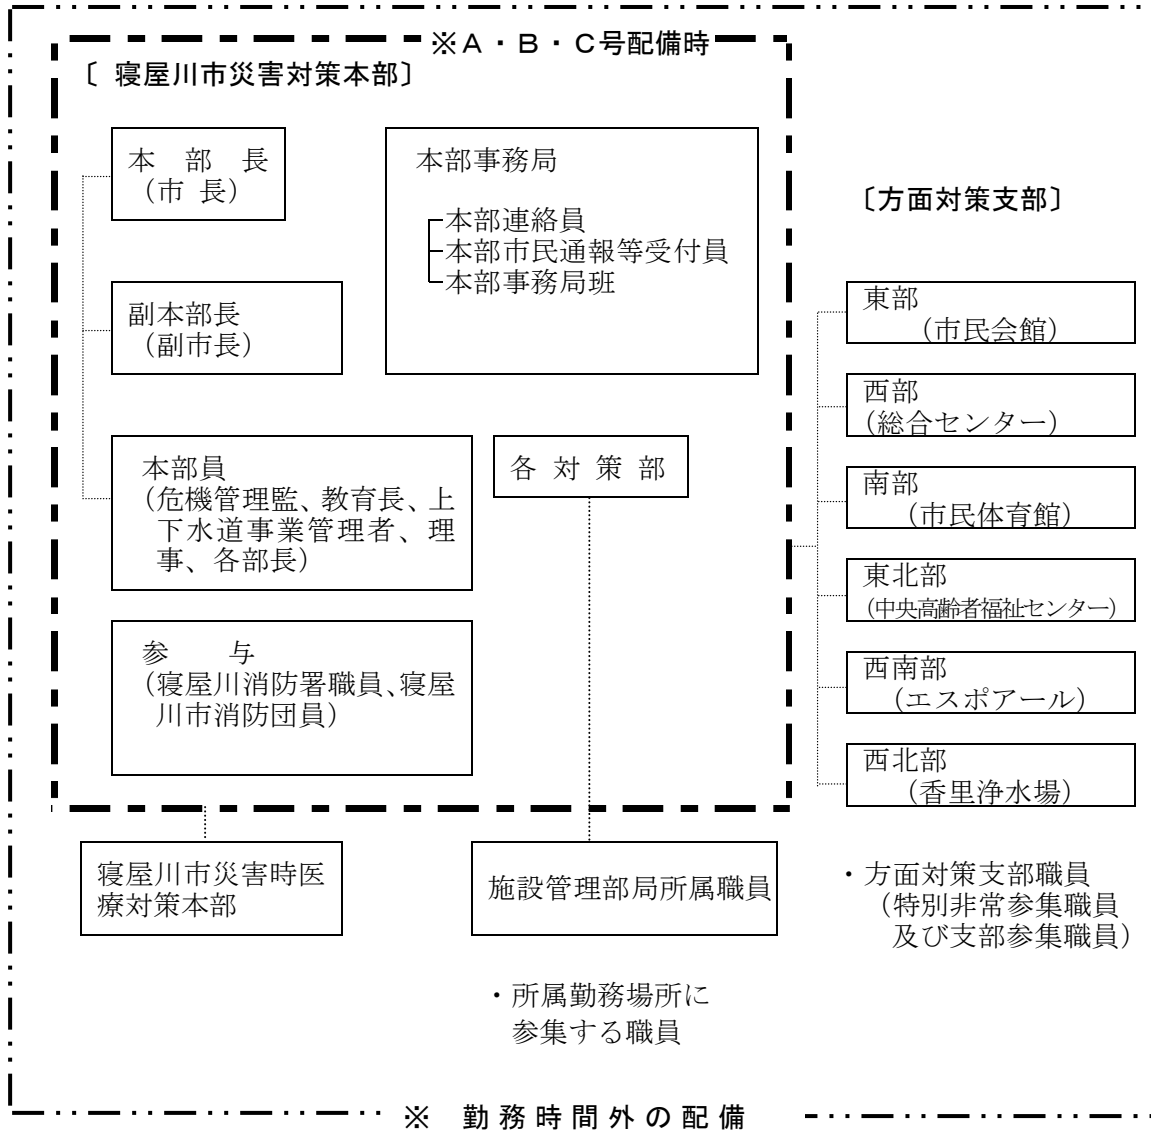 ※A・B・C号配備時
〔 寝屋川市災害対策本部〕
本 部 長
（市 長）
副本部長
（副市長）
本部員
（危機管理監、教育長、上
下水道事業管理者、理
事、各部長）
参 与
（寝屋川消防署職員、寝屋
川市消防団員）
本部事務局
本部連絡員
本部市民通報等受付員
本部事務局班
各 対 策 部
寝屋川市災害時医
療対策本部
施設管理部局所属職員
・所属勤務場所に
参集する職員
〔方面対策支部〕
東部
（市民会館）
西部
（総合センター）
南部
（市民体育館）
東北部
（中央高齢者福祉センター）
西南部
（エスポアール）
西北部
（香里浄水場）
・方面対策支部職員
（特別非常参集職員
及び支部参集職員）
※ 勤務時間外の配備